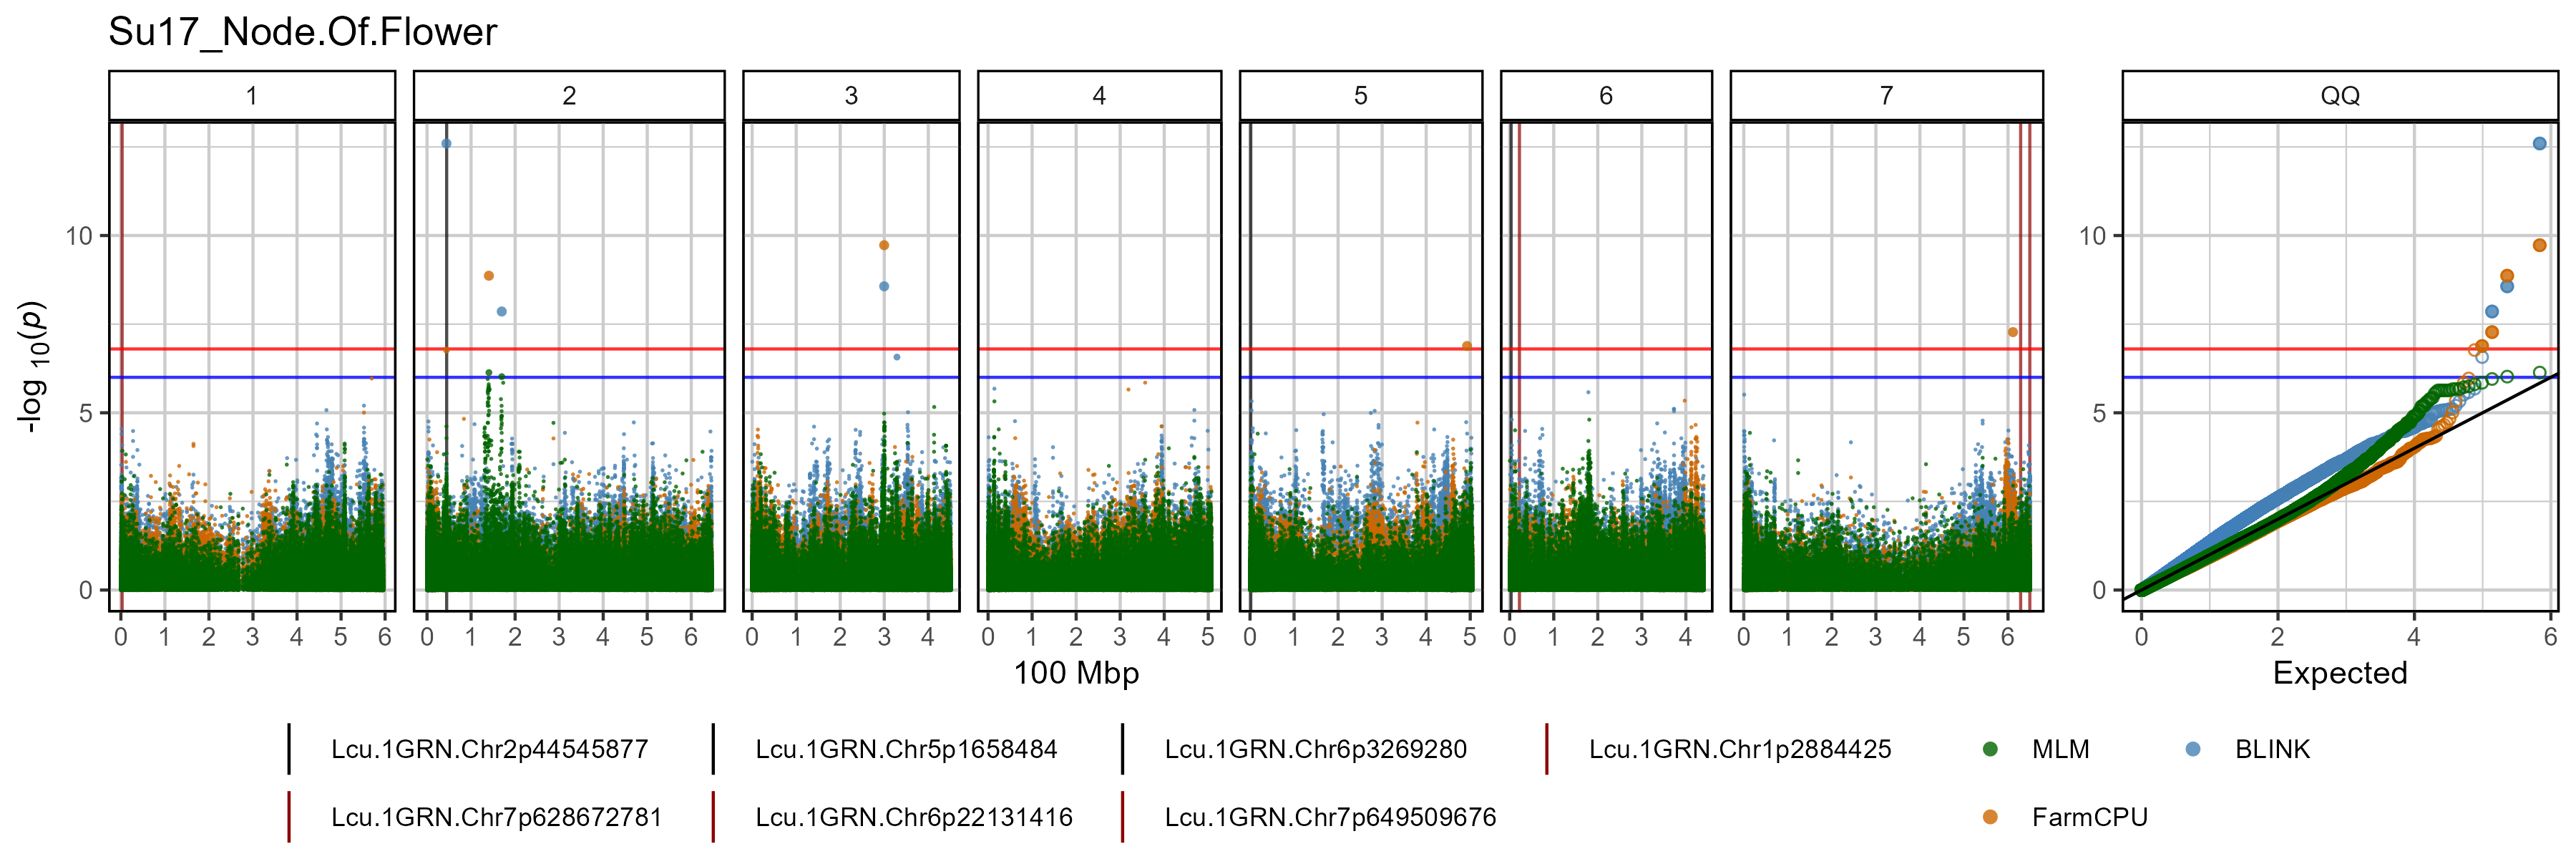 Su17_Node.Of.Flower
1 2 3 4 5 6 7 QQ
10 10
5 5
0 0
-log 10(p)
0 1 2 3 4 5 6 0 1 2 3 4 5 6 0 1 2 3 4 0 1 2 3 4 5 0 1 2 3 4 5 0 1 2 3 4 0 1 2 3 4 5 6 0 2 4 6
100 Mbp Expected
Lcu.1GRN.Chr2p44545877 Lcu.1GRN.Chr5p1658484 Lcu.1GRN.Chr6p3269280 Lcu.1GRN.Chr1p2884425 MLM BLINK
Lcu.1GRN.Chr7p628672781 Lcu.1GRN.Chr6p22131416 Lcu.1GRN.Chr7p649509676 FarmCPU